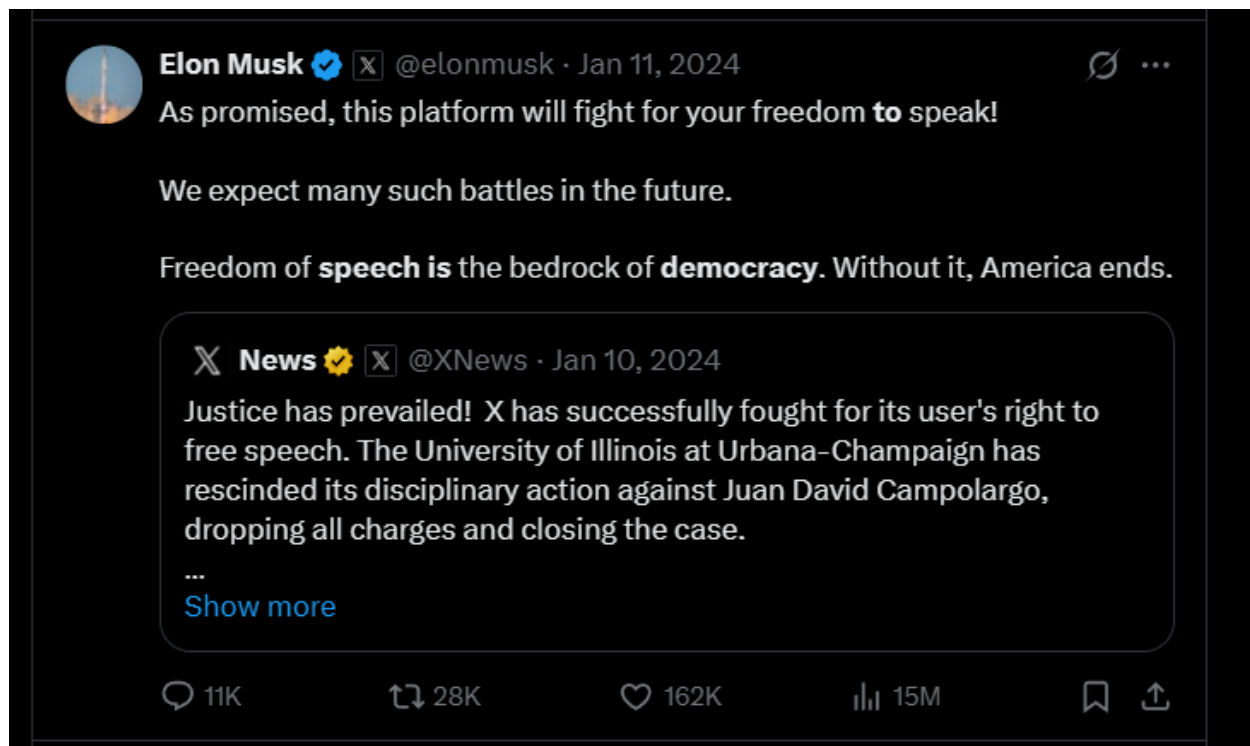 Elon Musk @elonmusk · Jan 11, 2024
As promised, this platform will fight for your freedom to speak!
We expect many such battles in the future.
Freedom of speech is the bedrock of democracy. Without it, America ends.
News @XNews · Jan 10, 2024
Justice has prevailed!  X has successfully fought for its user's right to
free speech. The University of Illinois at Urbana-Champaign has
rescinded its disciplinary action against Juan David Campolargo,
dropping all charges and closing the case.
...
Show more
11K 28K 162K 15M